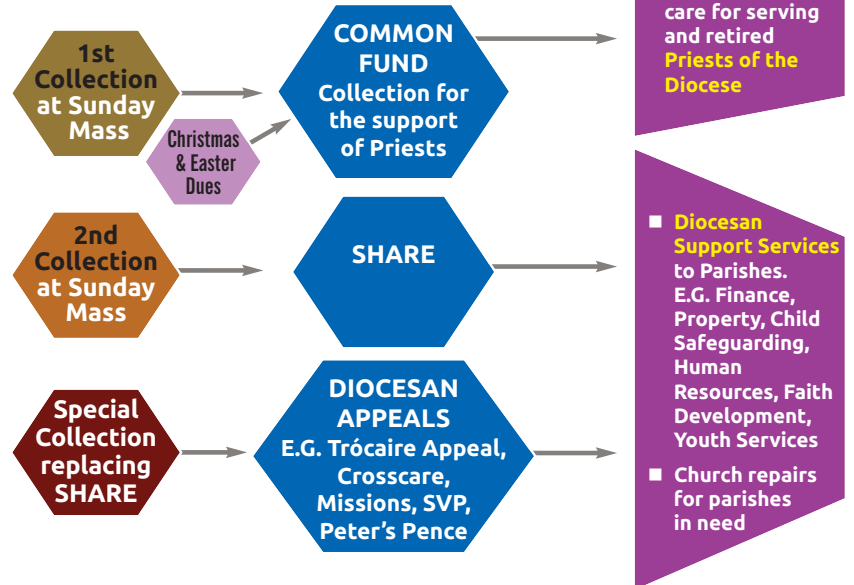 1st
Collection
at Sunday
Mass
Christmas
& Easter
Dues
COMMON
FUND
Collection for
the support
of Priests
care for serving
and retired
Priests of the
Diocese
2nd
Collection
at Sunday
Mass
SHARE
Special
Collection
replacing
SHARE
DIOCESAN
APPEALS
E.G. Trócaire Appeal,
Crosscare,
Missions, SVP,
Peter’s Pence
Diocesan
Support Services
to Parishes.
E.G. Finance,
Property, Child
Safeguarding,
Human
Resources, Faith
Development,
Youth Services
Church repairs
for parishes
in need